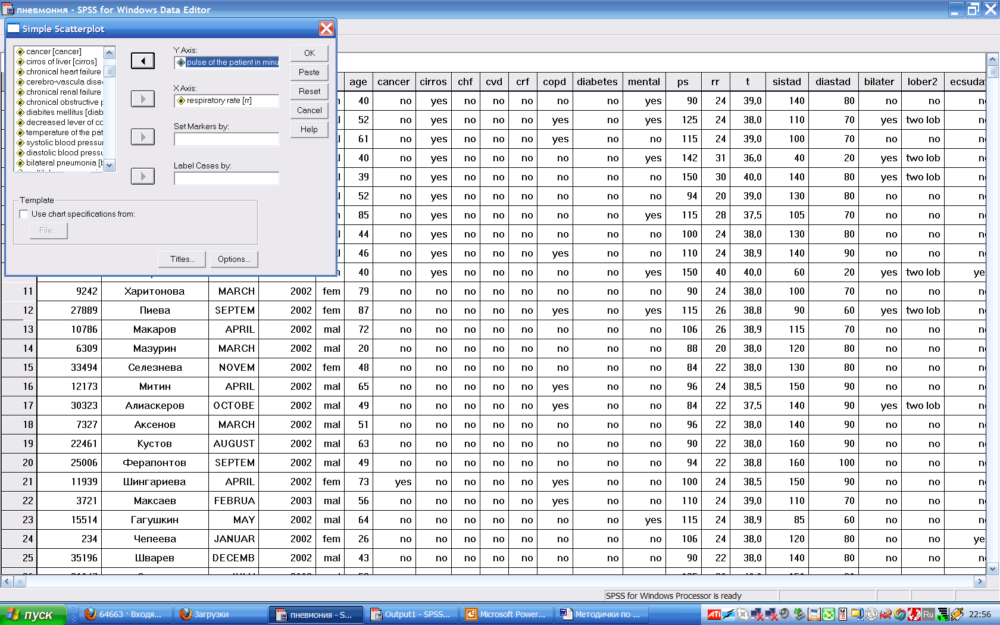 пневмония - SPSS for Windows Data Editor
Simple Scatterplot
cancer [cancer]
cirros of liver [cirros]
chronical heart failure
cerebro-vascula dise
chronical renal failure
chronical obstructive
diabites mellitus [diab
decreased lever of co
temperature of the pat
systolic blood pressu
diastolic blood pressu
bilateral pneumonia [b
Y Axis:
pulse of the patient in minu
X Axis:
respiratory rate [rr]
Set Markers by:
Label Cases by:
OK
Paste
Reset
Cancel
Help
Template
Use chart specifications from:
File...
Titles...
Options...
age cancer cirros chf cvd crf copd diabetes mental ps rr t sistad diastad bilater lober2 ecsuda
40 no yes no no no no no yes 90 24 39,0 140 80 no no
52 no yes no no no yes no yes 125 24 38,0 110 70 yes two lob
61 no yes no no no yes no no 115 24 39,0 100 70 no no
40 no yes no no no no no yes 142 31 36,0 40 20 yes two lob
39 no yes no no no no no no 150 30 40,0 140 80 yes two lob
52 no yes no no no no no no 94 20 39,0 130 80 no no
85 no yes no no no no no yes 115 28 37,5 105 70 no no
44 no yes no no no no no no 100 24 38,0 130 80 no no
46 no yes no no no yes no no 110 24 38,9 140 90 no no
40 no yes no no no no no yes 150 40 40,0 60 20 yes two lob ye
11 9242 Харитонова MARCH 2002 fem 79 no no no no no no no no 90 24 38,0 100 70 no no
12 27889 Пиева SEPTEM 2002 fem 87 no no no no no yes no yes 115 26 38,8 90 60 yes two lob
13 10786 Макаров APRIL 2002 mal 72 no no no no no no no no 106 26 38,9 115 70 no no
14 6309 Мазурин MARCH 2002 mal 20 no no no no no no no no 88 20 38,0 120 80 no no
15 33494 Селезнева NOVEM 2002 fem 48 no no no no no no no no 84 22 38,0 130 80 no no
16 12173 Митин APRIL 2002 mal 65 no no no no no yes no no 96 24 38,5 150 90 no no
17 30323 Алиаскеров OCTOBE 2002 mal 49 no no no no no yes no no 84 22 37,5 140 90 yes two lob
18 7327 Аксенов MARCH 2002 mal 51 no no no no no no no no 96 22 38,0 140 90 no no
19 22461 Кустов AUGUST 2002 mal 63 no no no no no no no no 90 22 38,0 160 90 no no
20 25006 Ферапонтов SEPTEM 2002 mal 49 no no no no no no no no 94 22 38,8 160 100 no no
21 11939 Шингариева APRIL 2002 fem 73 yes no no no no yes no no 100 24 38,5 150 90 no no
22 3721 Максаев FEBRUA 2003 mal 56 no no no no no yes no no 110 24 39,0 110 70 no no
23 15514 Гагушкин MAY 2002 mal 64 no no no no no no no yes 115 24 38,9 85 60 no no
24 234 Чепеева JANUAR 2002 fem 26 no no no no no no no no 106 24 38,0 120 80 no no ye
25 35196 Шварев DECEMB 2002 mal 43 no no no no no no no no 90 22 38,0 140 80 no no
SPSS for Windows Processor is ready
пуск
64663 · Входя...
Загрузки
пневмония - S...
Output1 - SPSS...
Microsoft Power...
Методички по ...
ATI
Ru
22:56